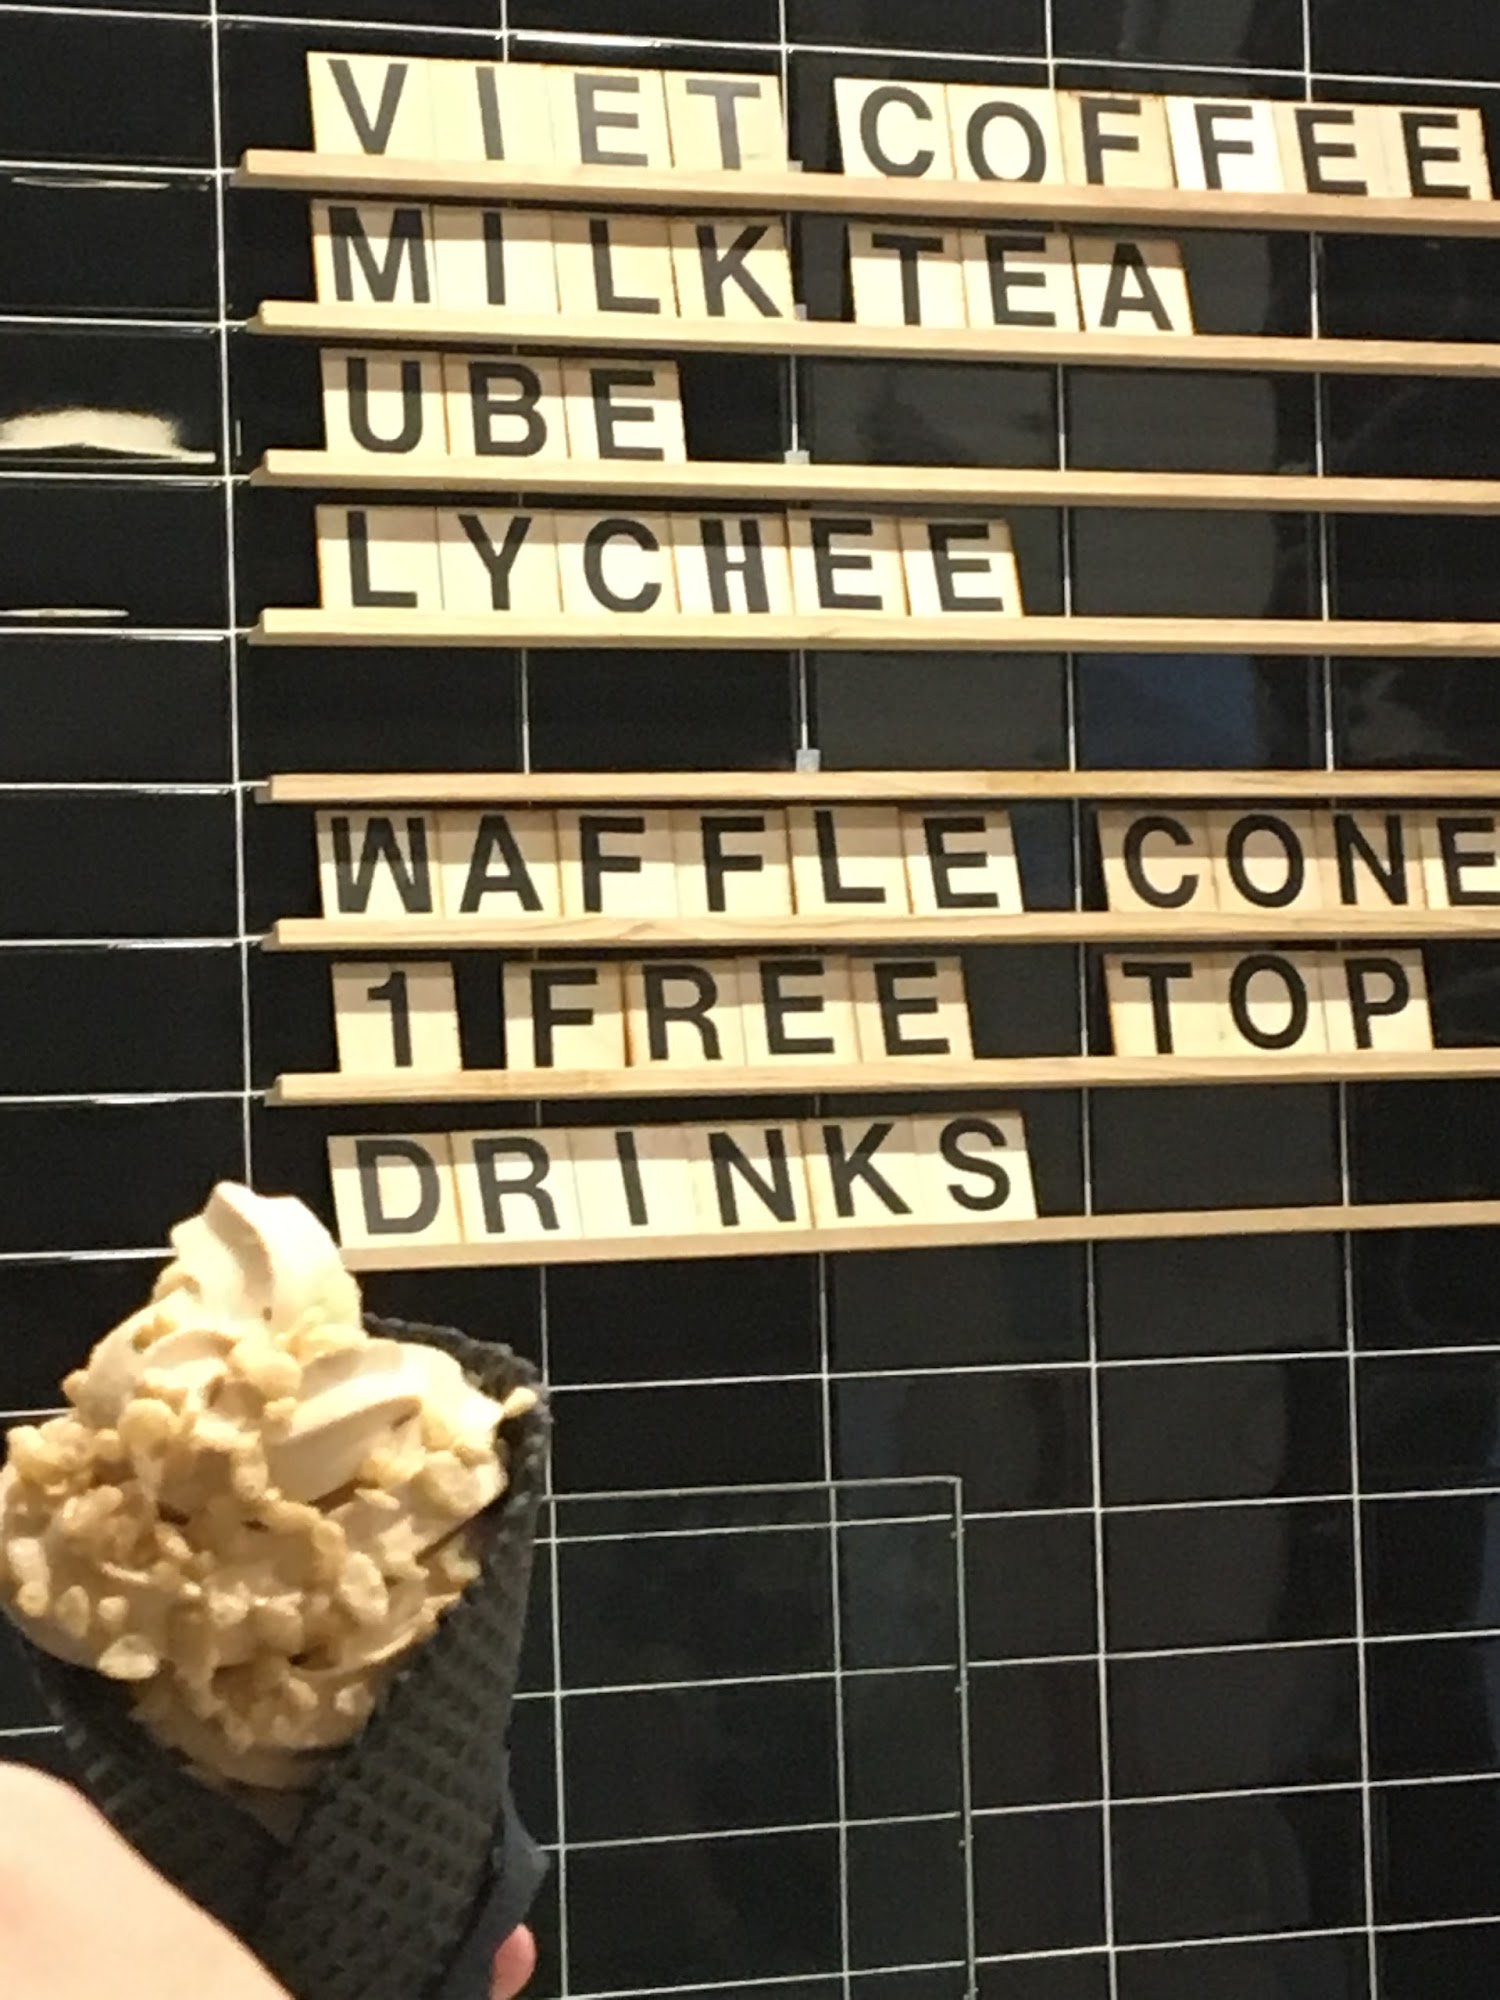 VIET COFFEE
MILK TEA
UBE
LYCHEE
WAFFLE CONE
1 FREE TOP
DRINKS